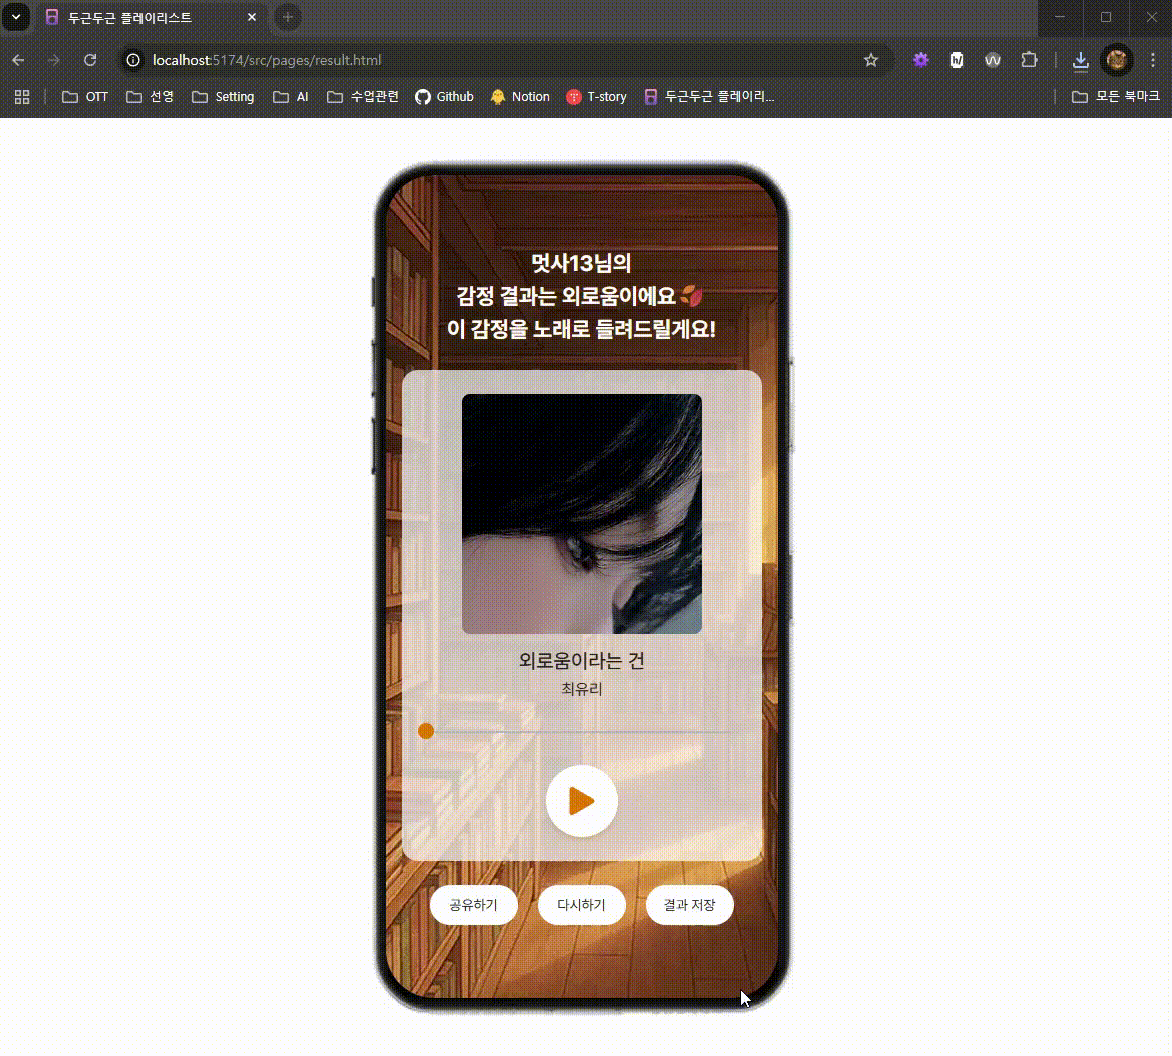 두근두근 플레이리스트
localhost:5174/src/pages/result.html
OTT
선영
Setting
AI
수업관련
Github
Notion
T-story
두근두근 플레이리...
모든 북마크
멋사13님의
감정 결과는 외로움이에요
이 감정을 노래로 들려드릴게요!
외로움이라는 건
최유리
공유하기
다시하기
결과 저장